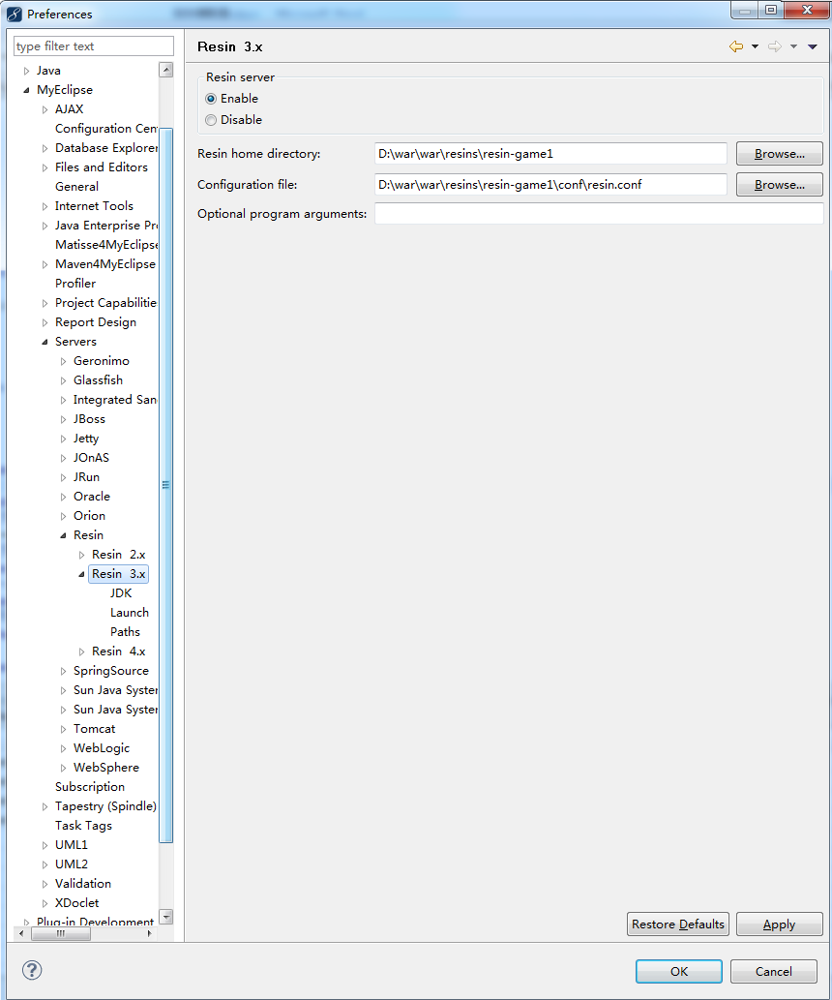 Preferences
type filter text
Java
MyEclipse
AJAX
Configuration Cen
Database Explorer
Files and Editors
General
Internet Tools
Java Enterprise Pr
Matisse4MyEclipse
Maven4MyEclipse
Profiler
Project Capabilitie
Report Design
Servers
Geronimo
Glassfish
Integrated San
JBoss
Jetty
JOnAS
JRun
Oracle
Orion
Resin
Resin 2.x
Resin 3.x
JDK
Launch
Paths
Resin 4.x
SpringSource
Sun Java System
Sun Java System
Tomcat
WebLogic
WebSphere
Subscription
Tapestry (Spindle)
Task Tags
UML1
UML2
Validation
XDoclet
Plug-in Development
Resin 3.x
Resin server
Enable
Disable
Resin home directory: D:\war\war\resins\resin-game1 Browse...
Configuration file: D:\war\war\resins\resin-game1\conf\resin.conf Browse...
Optional program arguments:
Restore Defaults Apply
OK Cancel